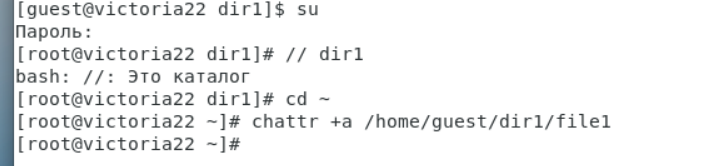 [guest@victoria22 dir1]$ su
Пароль:
[root@victoria22 dir1]# // dir1
bash: //: Это каталог
[root@victoria22 dir1]# cd ~
[root@victoria22 ~]# chattr +a /home/guest/dir1/file1
[root@victoria22 ~]#